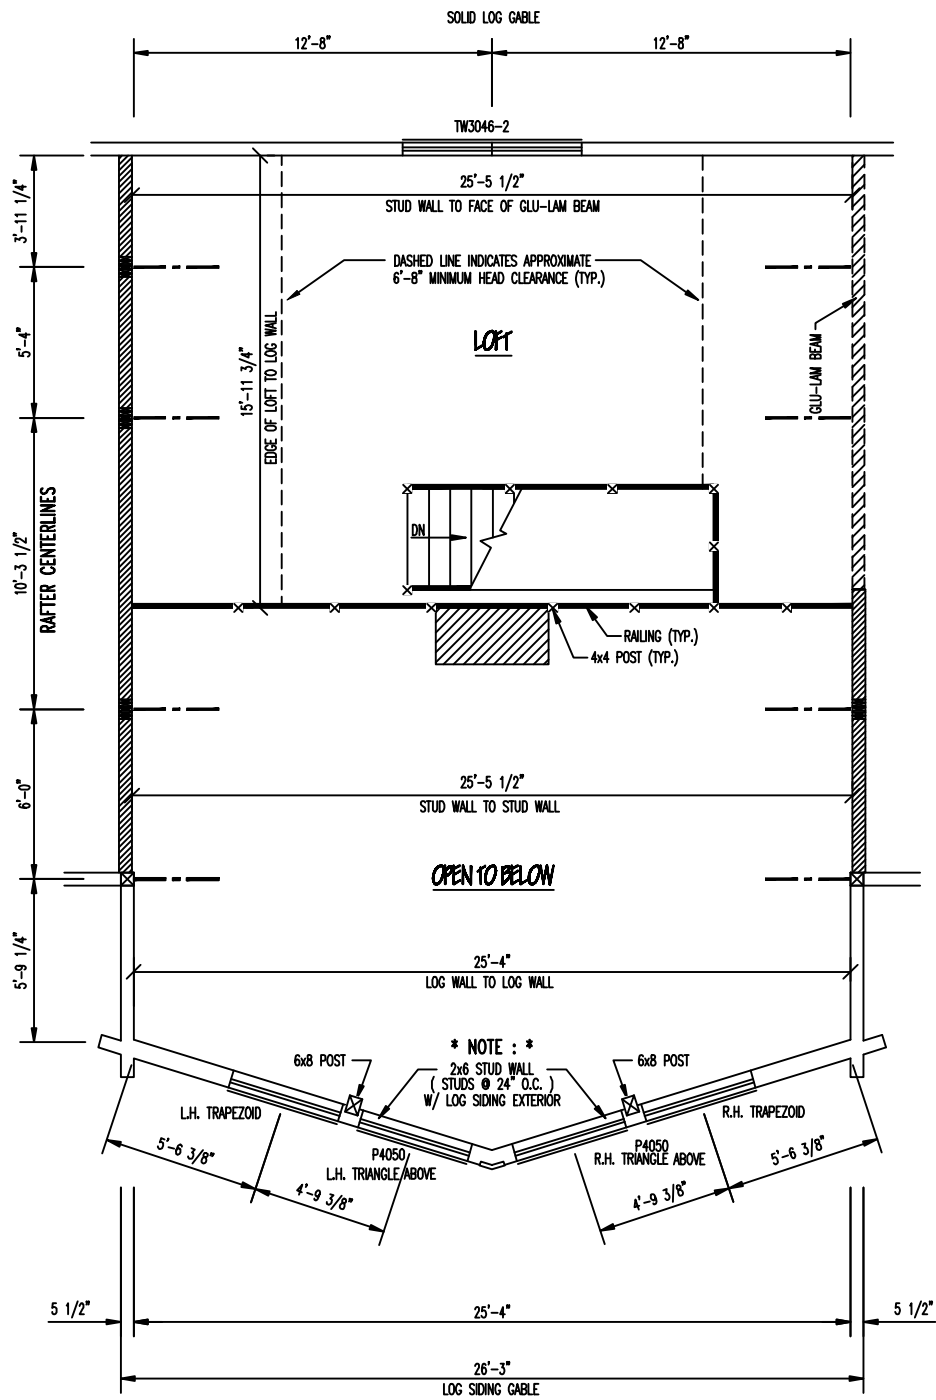 SOLID LOG GABLE
12'-8"
12'-8"
TW3046-2
25'-5 1/2"
STUD WALL TO FACE OF GLU-LAM BEAM
3'-11 1/4"
DASHED LINE INDICATES APPROXIMATE
6'-8" MINIMUM HEAD CLEARANCE (TYP.)
5'-4"
LOFT
15'-11 3/4"
EDGE OF LOFT TO LOG WALL
GLU-LAM BEAM
10'-3 1/2"
RAFTER CENTERLINES
DN
RAILING (TYP.)
4x4 POST (TYP.)
6'-0"
25'-5 1/2"
STUD WALL TO STUD WALL
OPEN TO BELOW
5'-9 1/4"
25'-4"
LOG WALL TO LOG WALL
* NOTE : *
6x8 POST
2x6 STUD WALL
( STUDS @ 24" O.C. )
W/ LOG SIDING EXTERIOR
6x8 POST
L.H. TRAPEZOID
R.H. TRAPEZOID
P4050
L.H. TRIANGLE ABOVE
P4050
R.H. TRIANGLE ABOVE
5'-6 3/8"
5'-6 3/8"
4'-9 3/8"
4'-9 3/8"
5 1/2"
25'-4"
5 1/2"
26'-3"
LOG SIDING GABLE